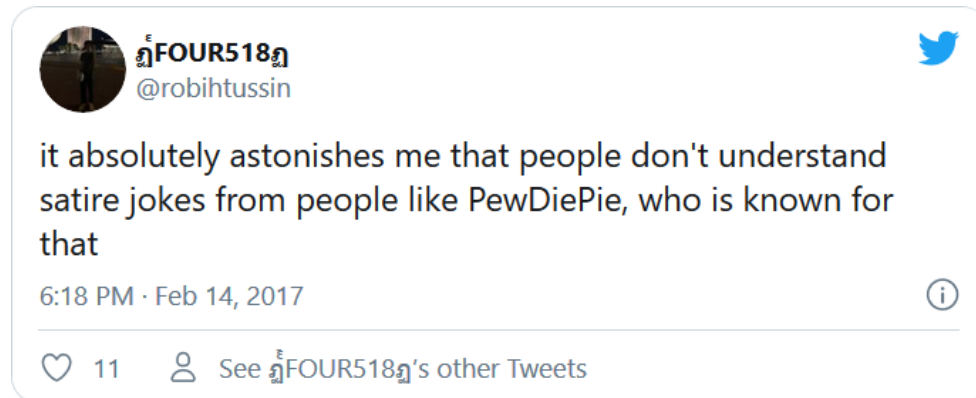 ฏ๎FOUR518ฏ
@robihtussin
it absolutely astonishes me that people don't understand
satire jokes from people like PewDiePie, who is known for
that
6:18 PM · Feb 14, 2017
11
See ฏ๎FOUR518ฏ's other Tweets